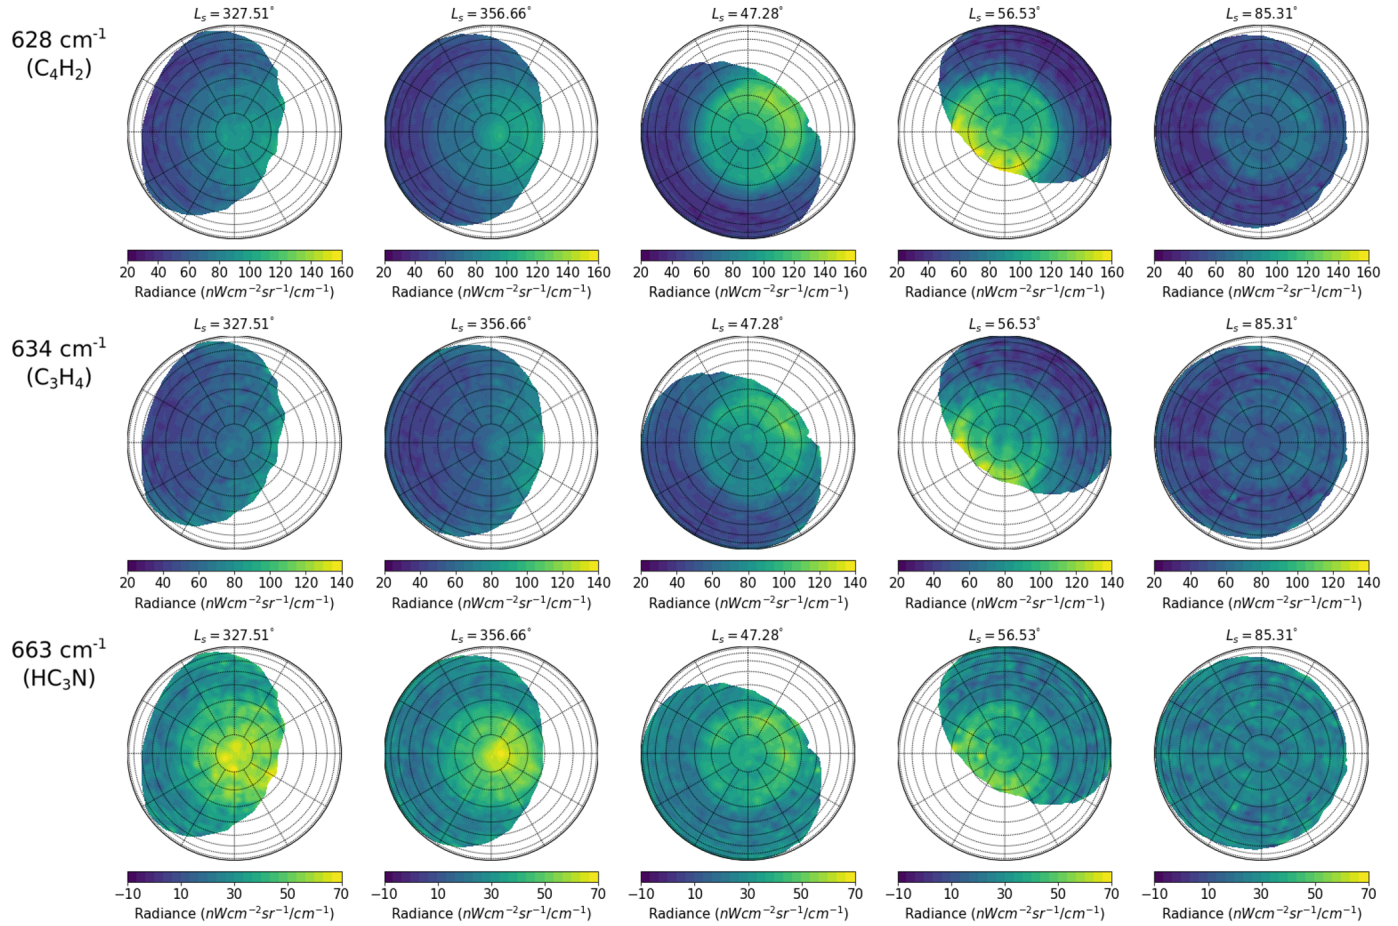 628 cm⁻¹
(C₄H₂)
Lₛ = 327.51°
Lₛ = 356.66°
Lₛ = 47.28°
Lₛ = 56.53°
Lₛ = 85.31°
20 40 60 80 100 120 140 160
20 40 60 80 100 120 140 160
20 40 60 80 100 120 140 160
20 40 60 80 100 120 140 160
20 40 60 80 100 120 140 160
Radiance (nWcm⁻²sr⁻¹/cm⁻¹)
Radiance (nWcm⁻²sr⁻¹/cm⁻¹)
Radiance (nWcm⁻²sr⁻¹/cm⁻¹)
Radiance (nWcm⁻²sr⁻¹/cm⁻¹)
Radiance (nWcm⁻²sr⁻¹/cm⁻¹)
634 cm⁻¹
(C₃H₄)
Lₛ = 327.51°
Lₛ = 356.66°
Lₛ = 47.28°
Lₛ = 56.53°
Lₛ = 85.31°
20 40 60 80 100 120 140
20 40 60 80 100 120 140
20 40 60 80 100 120 140
20 40 60 80 100 120 140
20 40 60 80 100 120 140
Radiance (nWcm⁻²sr⁻¹/cm⁻¹)
Radiance (nWcm⁻²sr⁻¹/cm⁻¹)
Radiance (nWcm⁻²sr⁻¹/cm⁻¹)
Radiance (nWcm⁻²sr⁻¹/cm⁻¹)
Radiance (nWcm⁻²sr⁻¹/cm⁻¹)
663 cm⁻¹
(HC₃N)
Lₛ = 327.51°
Lₛ = 356.66°
Lₛ = 47.28°
Lₛ = 56.53°
Lₛ = 85.31°
−10 10 30 50 70
−10 10 30 50 70
−10 10 30 50 70
−10 10 30 50 70
−10 10 30 50 70
Radiance (nWcm⁻²sr⁻¹/cm⁻¹)
Radiance (nWcm⁻²sr⁻¹/cm⁻¹)
Radiance (nWcm⁻²sr⁻¹/cm⁻¹)
Radiance (nWcm⁻²sr⁻¹/cm⁻¹)
Radiance (nWcm⁻²sr⁻¹/cm⁻¹)